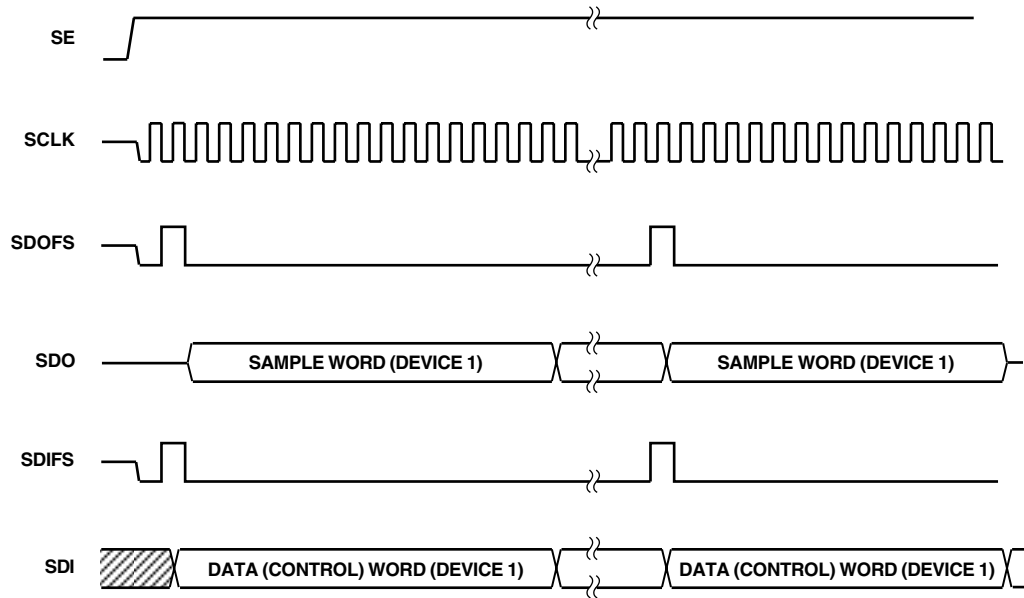 SE
SCLK
SDOFS
SDO
SAMPLE WORD (DEVICE 1) SAMPLE WORD (DEVICE 1)
SDIFS
SDI
DATA (CONTROL) WORD (DEVICE 1) DATA (CONTROL) WORD (DEVICE 1)